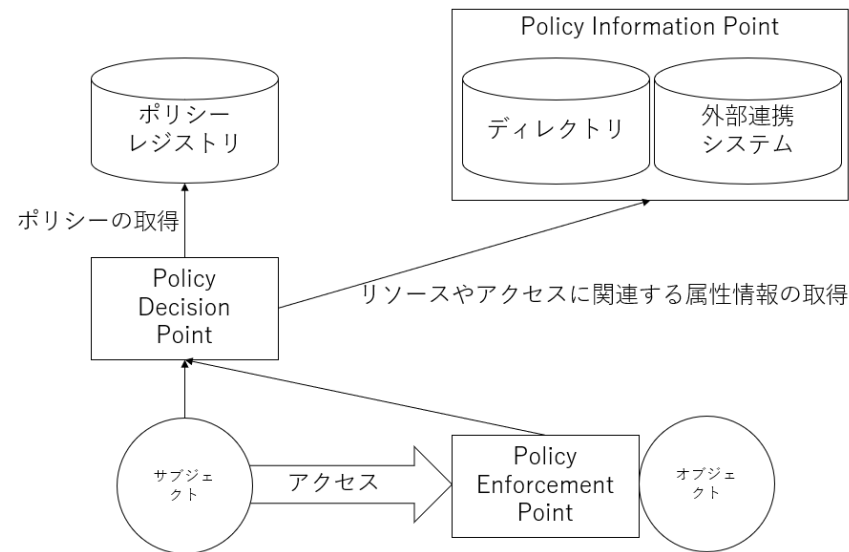 Policy Information Point
ポリシー
レジストリ
ディレクトリ
外部連携
システム
ポリシーの取得
Policy
Decision
Point
リソースやアクセスに関連する属性情報の取得
サブジェ
クト
アクセス
Policy
Enforcement
Point
オブジェ
クト